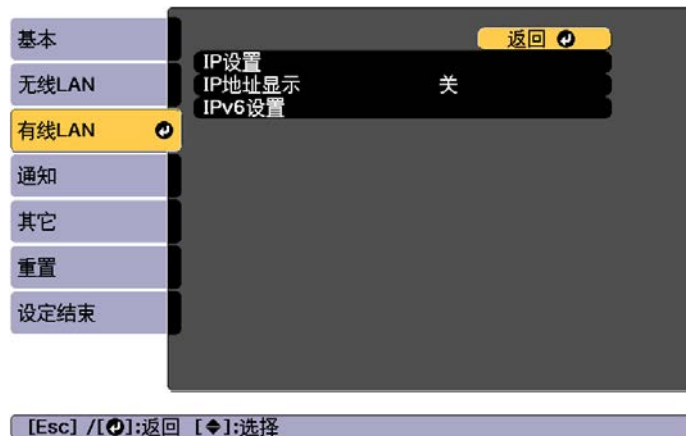 基本
无线LAN
有线LAN
通知
其它
重置
设定结束
返回
IP设置
IP地址显示 关
IPv6设置
[Esc] /[ ]:返回 [ ]:选择